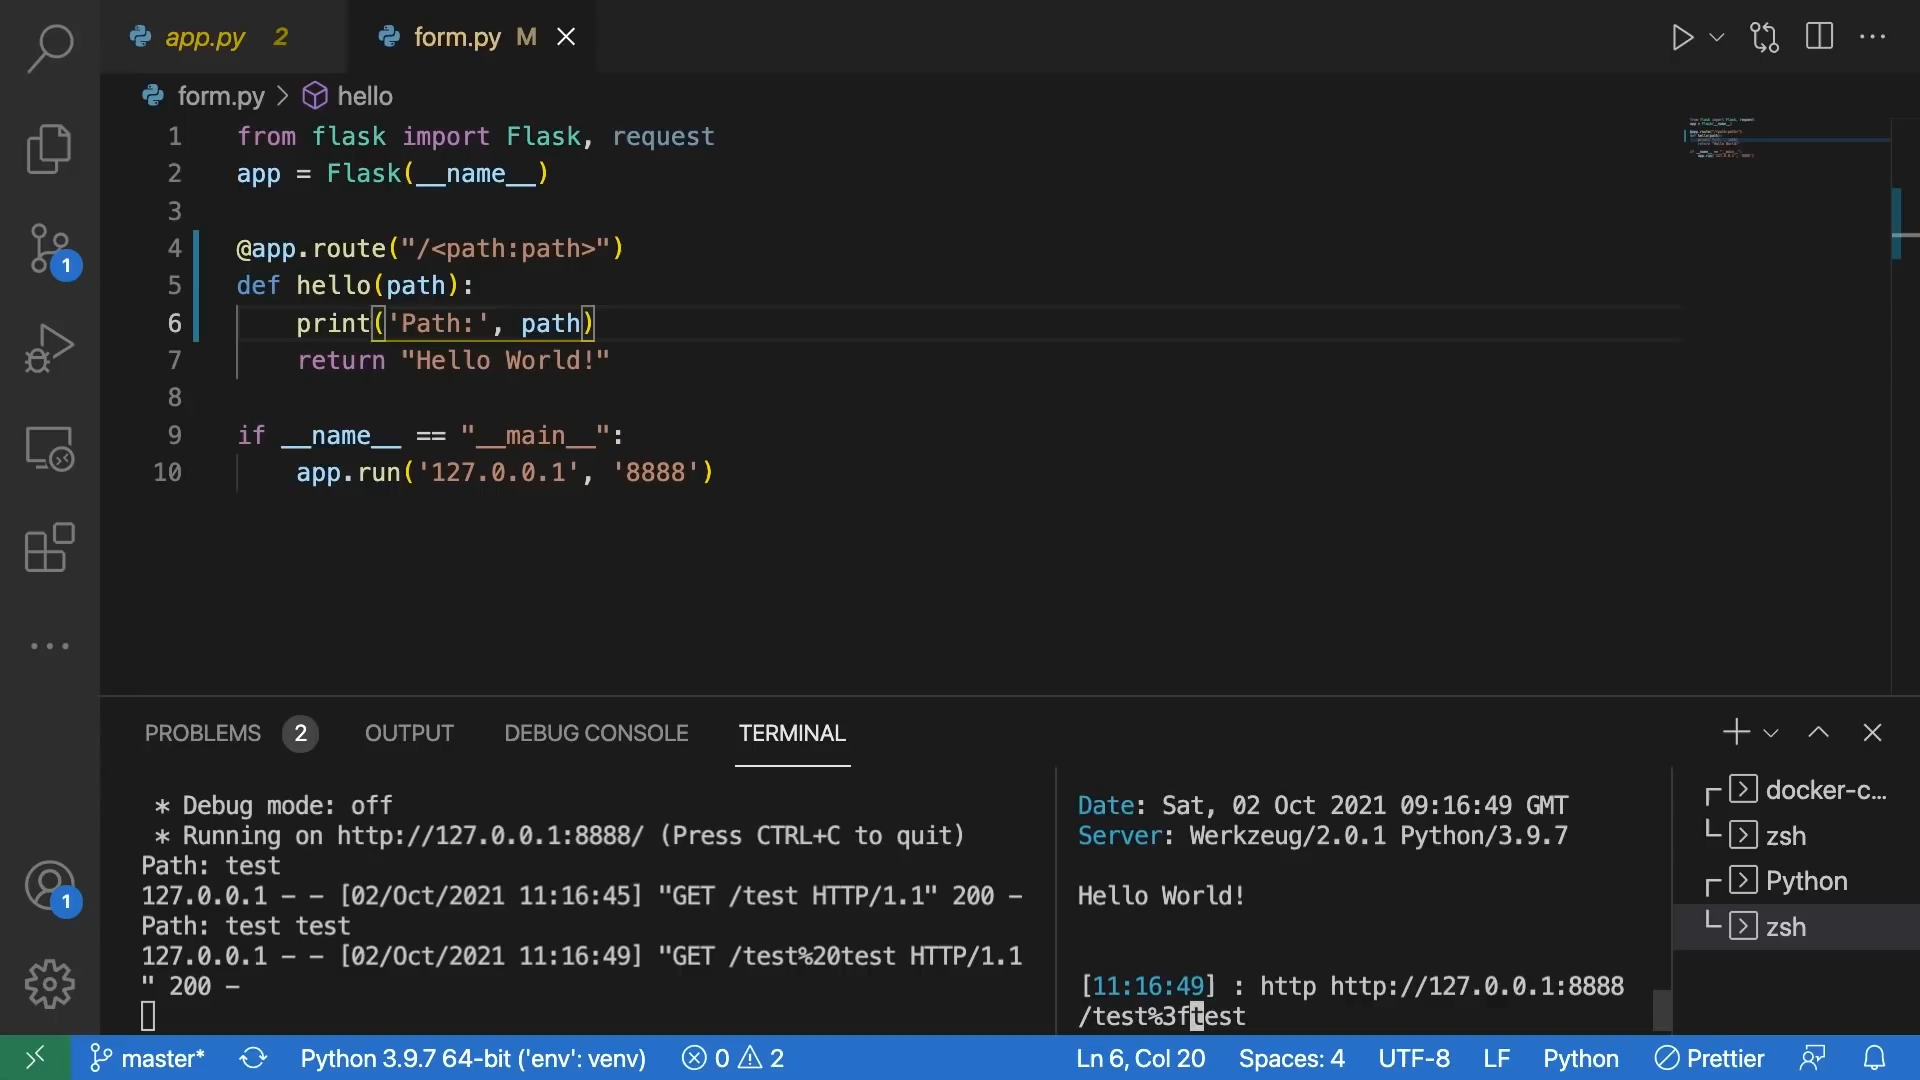 app.py 2
form.py M
form.py > hello
1 from flask import Flask, request
2 app = Flask(__name__)
3
4 @app.route("/<path:path>")
5 def hello(path):
6 print('Path:', path)
7 return "Hello World!"
8
9 if __name__ == "__main__":
10 app.run('127.0.0.1', '8888')
1
1
PROBLEMS 2 OUTPUT DEBUG CONSOLE TERMINAL
* Debug mode: off
* Running on http://127.0.0.1:8888/ (Press CTRL+C to quit)
Path: test
127.0.0.1 - - [02/Oct/2021 11:16:45] "GET /test HTTP/1.1" 200 -
Path: test test
127.0.0.1 - - [02/Oct/2021 11:16:49] "GET /test%20test HTTP/1.1
" 200 -
Date: Sat, 02 Oct 2021 09:16:49 GMT
Server: Werkzeug/2.0.1 Python/3.9.7
Hello World!
[11:16:49] : http http://127.0.0.1:8888
/test%3ftest
docker-c...
zsh
Python
zsh
master* Python 3.9.7 64-bit ('env': venv) 0 2 Ln 6, Col 20 Spaces: 4 UTF-8 LF Python Prettier